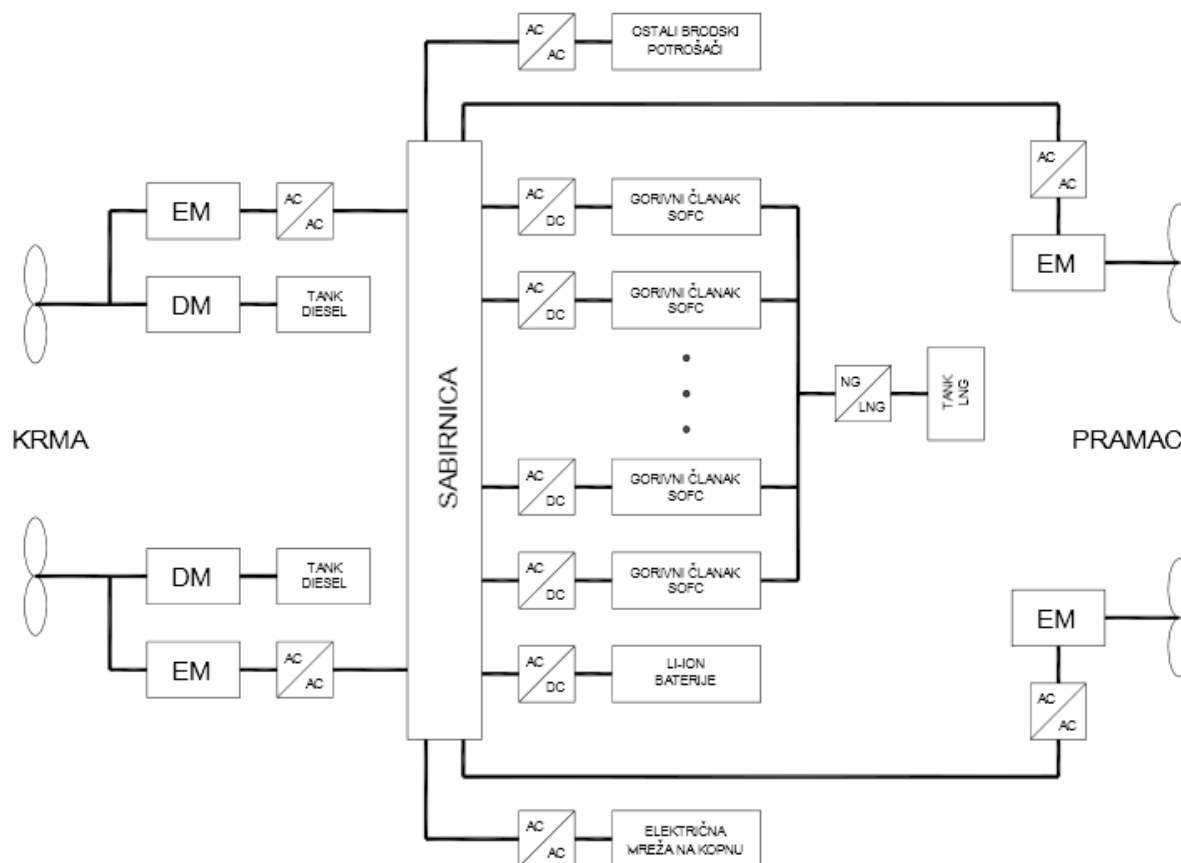 AC
AC
OSTALI BRODSKI
POTROŠAČI
AC
AC
EM
AC
AC
AC
DC
GORIVNI ČLANAK
SOFC
EM
DM
TANK
DIESEL
AC
DC
GORIVNI ČLANAK
SOFC
NG
LNG
TANK
LNG
KRMA
SABIRNICA
PRAMAC
AC
DC
GORIVNI ČLANAK
SOFC
DM
TANK
DIESEL
AC
DC
GORIVNI ČLANAK
SOFC
EM
EM
AC
AC
AC
DC
LI-ION
BATERIJE
AC
AC
AC
AC
ELEKTRIČNA
MREŽA NA KOPNU